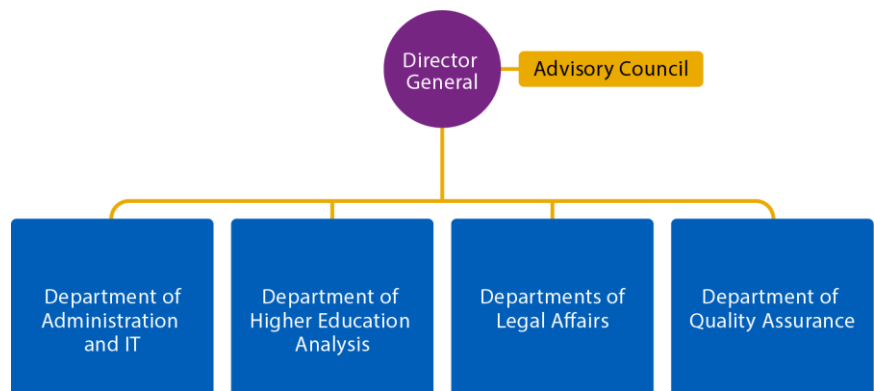 Director
General
Advisory Council
Department of
Administration
and IT
Department of
Higher Education
Analysis
Departments of
Legal Affairs
Department of
Quality Assurance